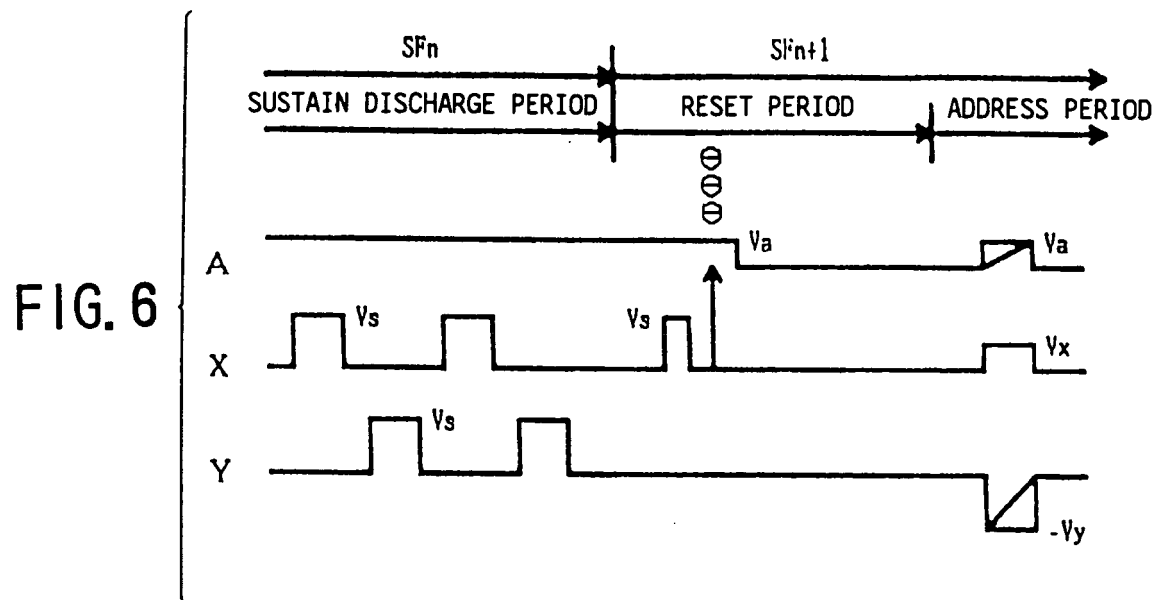 SFn SFn+1
SUSTAIN DISCHARGE PERIOD RESET PERIOD ADDRESS PERIOD
⊖
⊖
⊖
A Va Va
FIG. 6
X Vs Vs Vx
Y Vs
-Vy